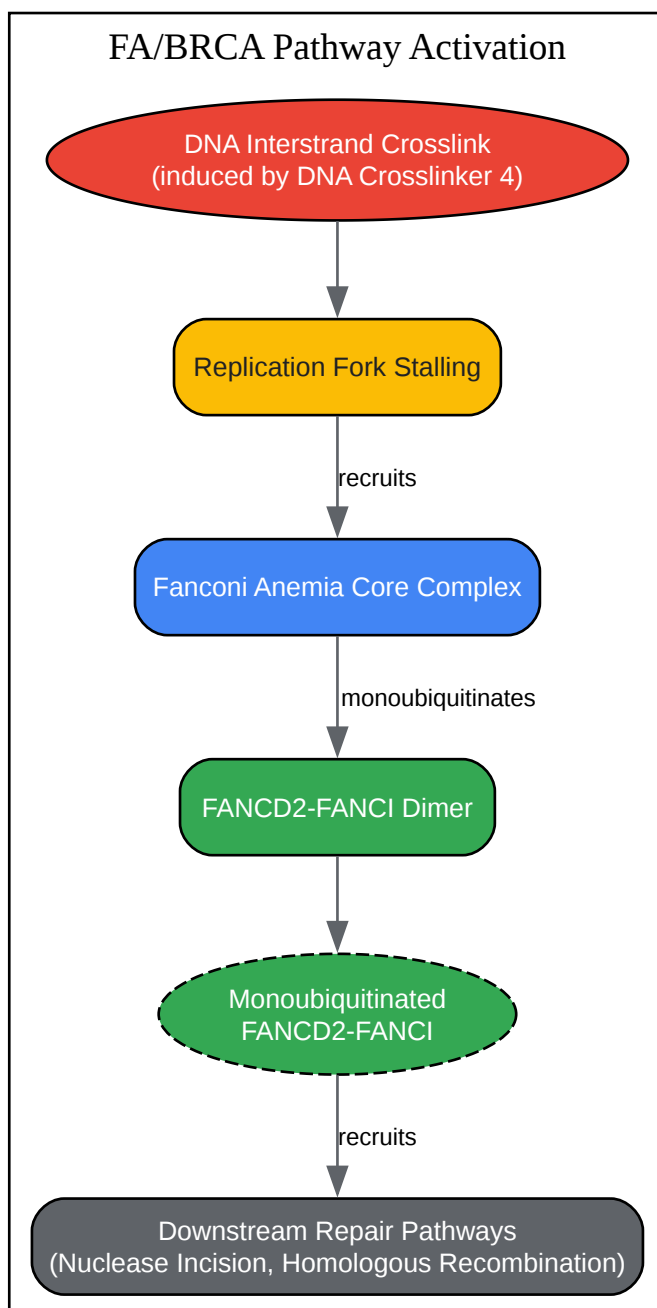 FA/BRCA Pathway Activation
DNA Interstrand Crosslink
(induced by DNA Crosslinker 4)
Replication Fork Stalling
recruits
Fanconi Anemia Core Complex
monoubiquitinates
FANCD2-FANCI Dimer
Monoubiquitinated
FANCD2-FANCI
recruits
Downstream Repair Pathways
(Nuclease Incision, Homologous Recombination)